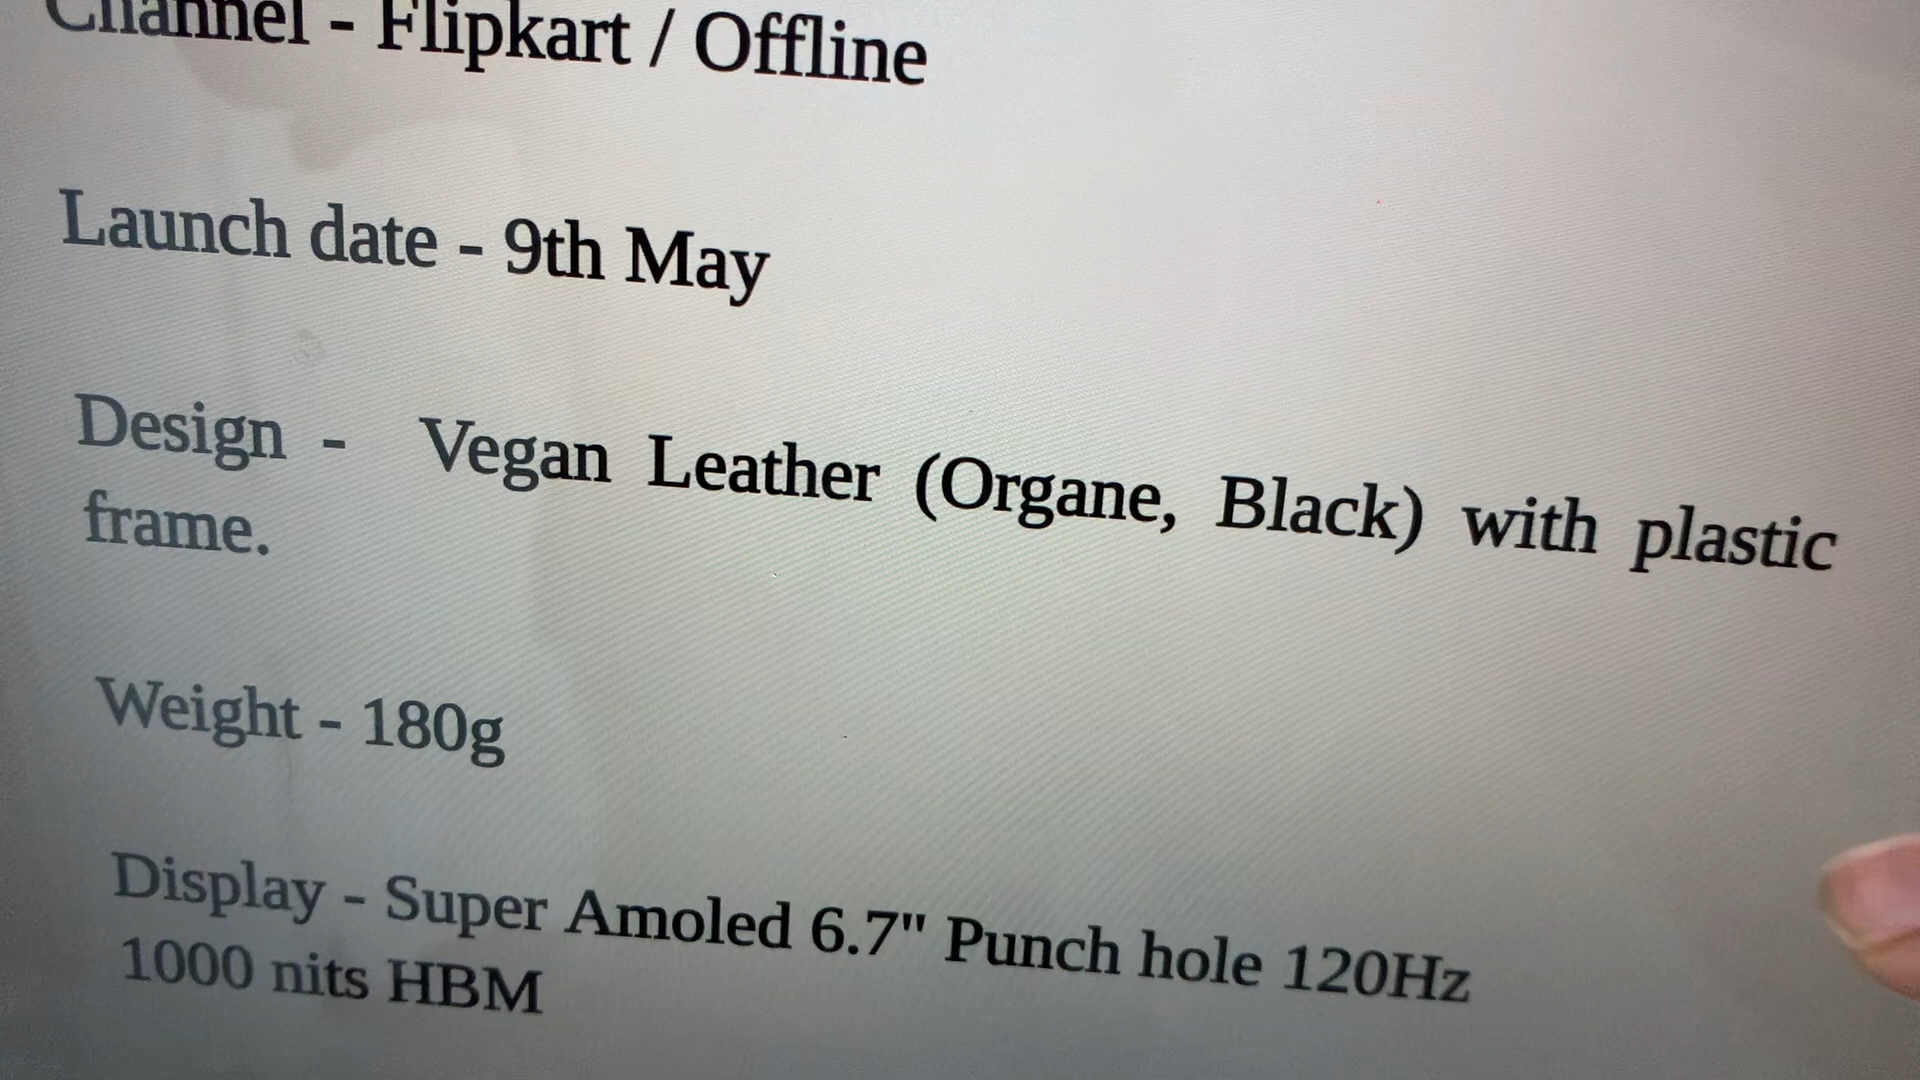 Channel - Flipkart / Offline
Launch date - 9th May
Design - Vegan Leather (Organe, Black) with plastic
frame.
Weight - 180g
Display - Super Amoled 6.7" Punch hole 120Hz
1000 nits HBM